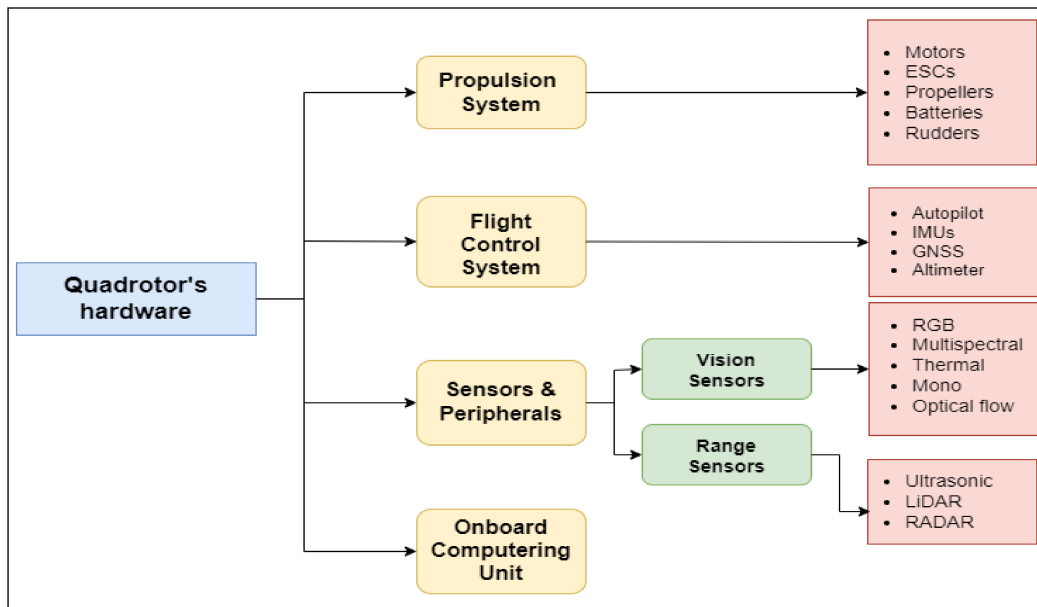 Quadrotor's
hardware
Propulsion
System
• Motors
• ESCs
• Propellers
• Batteries
• Rudders
Flight
Control
System
• Autopilot
• IMUs
• GNSS
• Altimeter
Sensors &
Peripherals
Vision
Sensors
• RGB
• Multispectral
• Thermal
• Mono
• Optical flow
Range
Sensors
• Ultrasonic
• LiDAR
• RADAR
Onboard
Computering
Unit